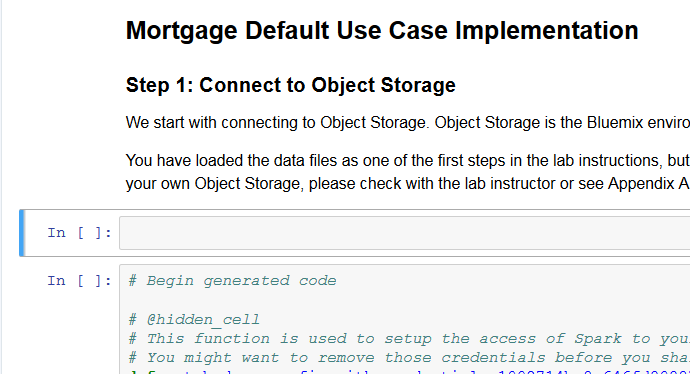 Mortgage Default Use Case Implementation
Step 1: Connect to Object Storage
We start with connecting to Object Storage. Object Storage is the Bluemix enviro
You have loaded the data files as one of the first steps in the lab instructions, but
your own Object Storage, please check with the lab instructor or see Appendix A
In [ ]:
In [ ]: # Begin generated code
# @hidden_cell
# This function is used to setup the access of Spark to you
# You might want to remove those credentials before you sha